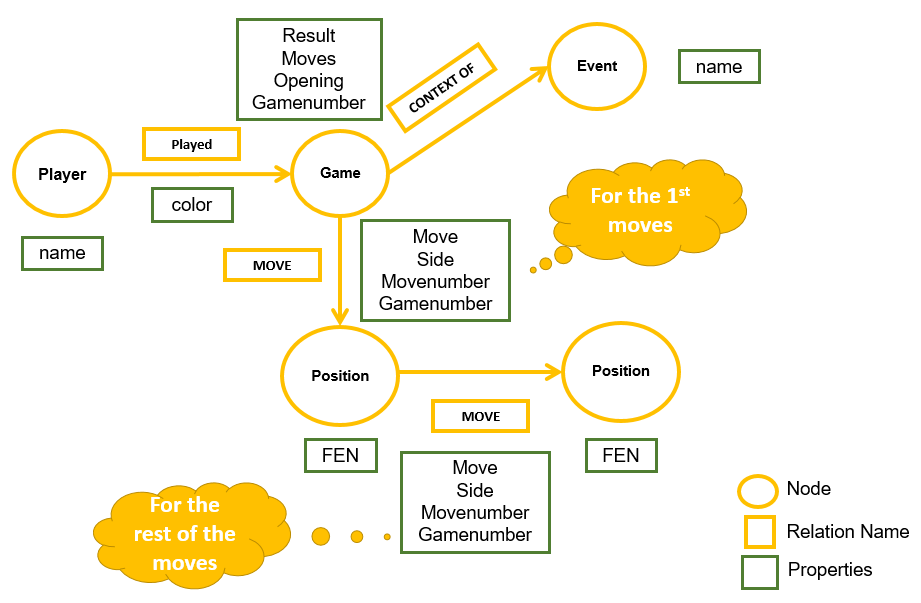 Result
Moves
Opening
Gamenumber
CONTEXT OF
Event
name
Played
Player
Game
color
name
For the 1st
moves
MOVE
Move
Side
Movenumber
Gamenumber
Position
Position
MOVE
FEN
FEN
Move
Side
Movenumber
Gamenumber
For the
rest of the
moves
Node
Relation Name
Properties